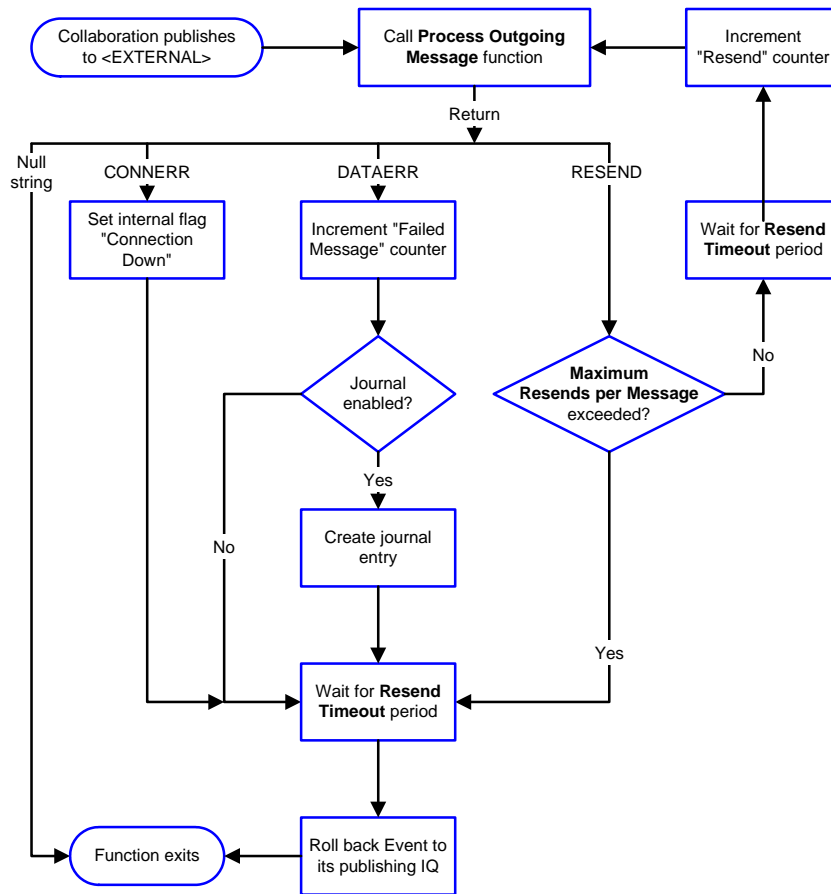 Collaboration publishes
to <EXTERNAL>
Call Process Outgoing
Message function
Increment
"Resend" counter
Return
Null
string
CONNERR
DATAERR
RESEND
Set internal flag
"Connection
Down"
Increment "Failed
Message" counter
Wait for Resend
Timeout period
Journal
enabled?
Maximum
Resends per Message
exceeded?
No
Yes
Create journal
entry
No
Yes
Wait for Resend
Timeout period
Function exits
Roll back Event to
its publishing IQ